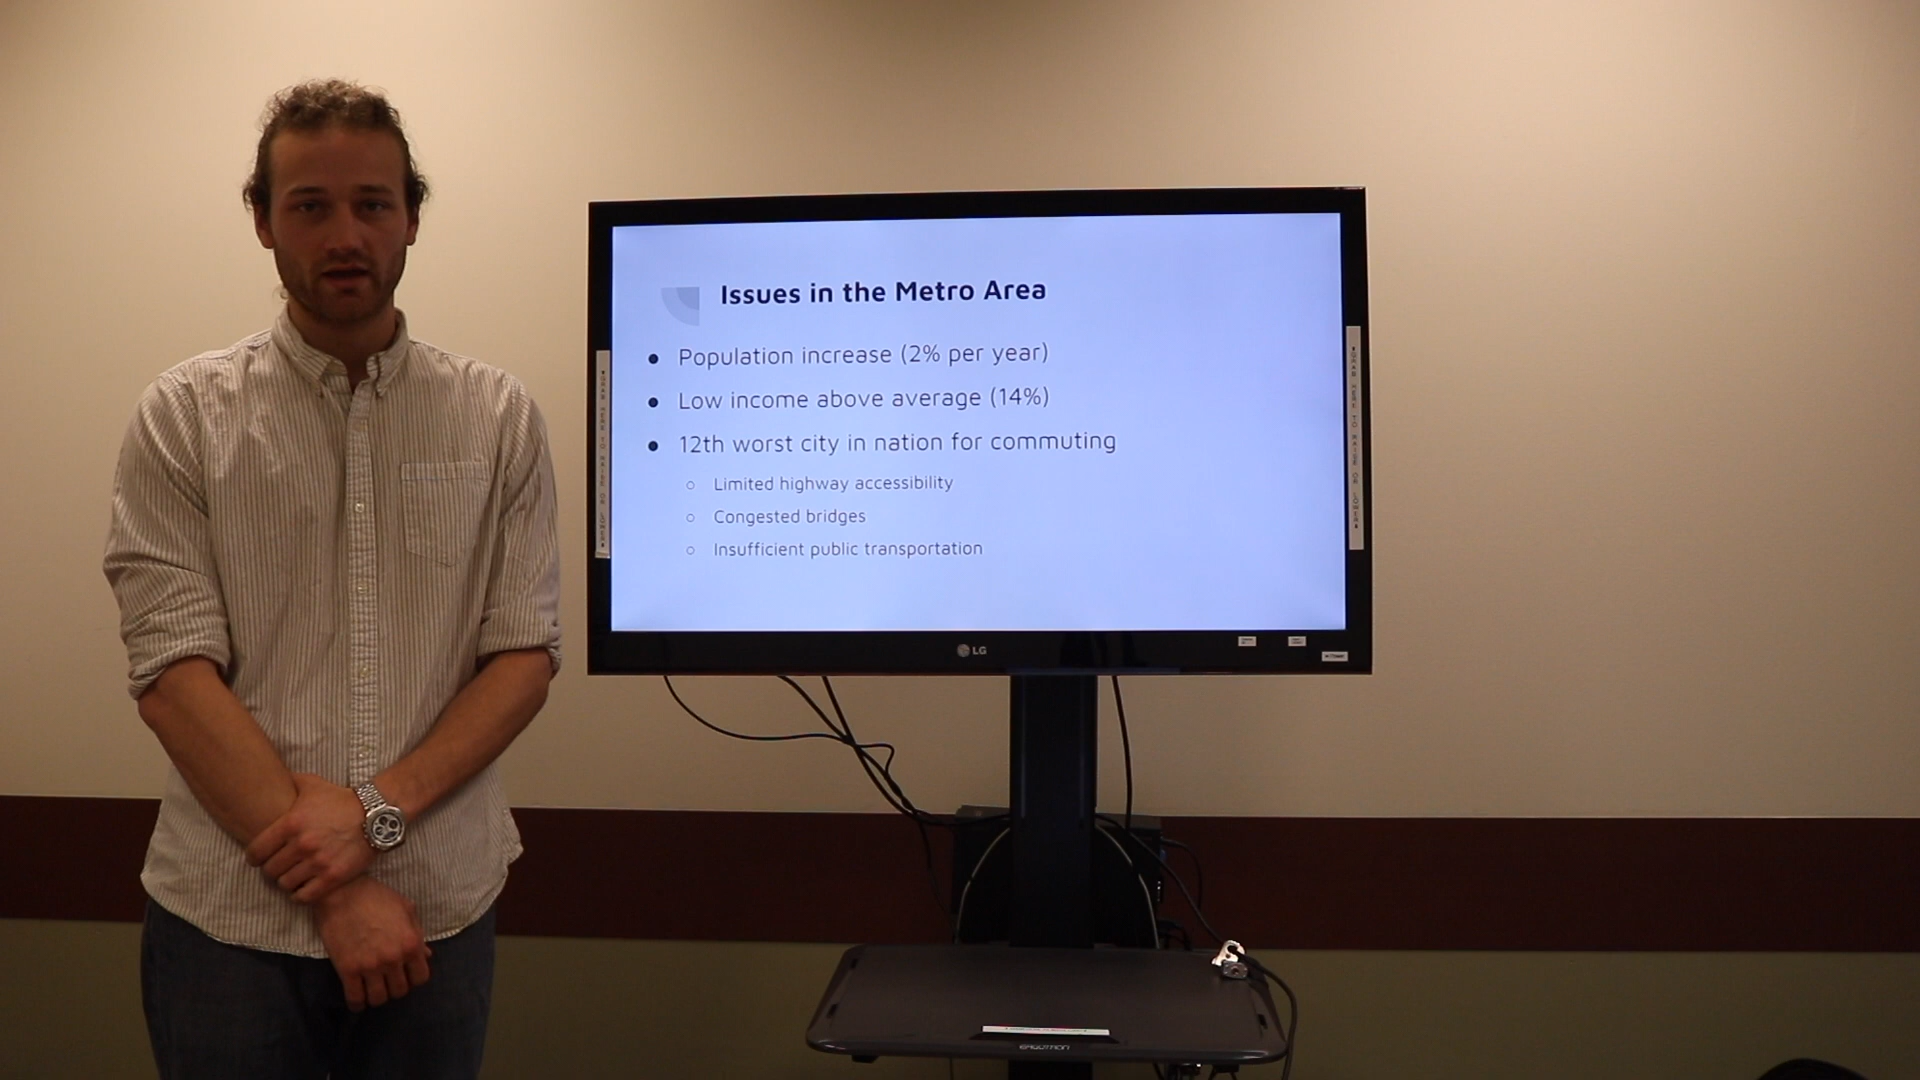 Issues in the Metro Area
● Population increase (2% per year)
● Low income above average (14%)
● 12th worst city in nation for commuting
○ Limited highway accessibility
○ Congested bridges
○ Insufficient public transportation
LG
ERGOTRON